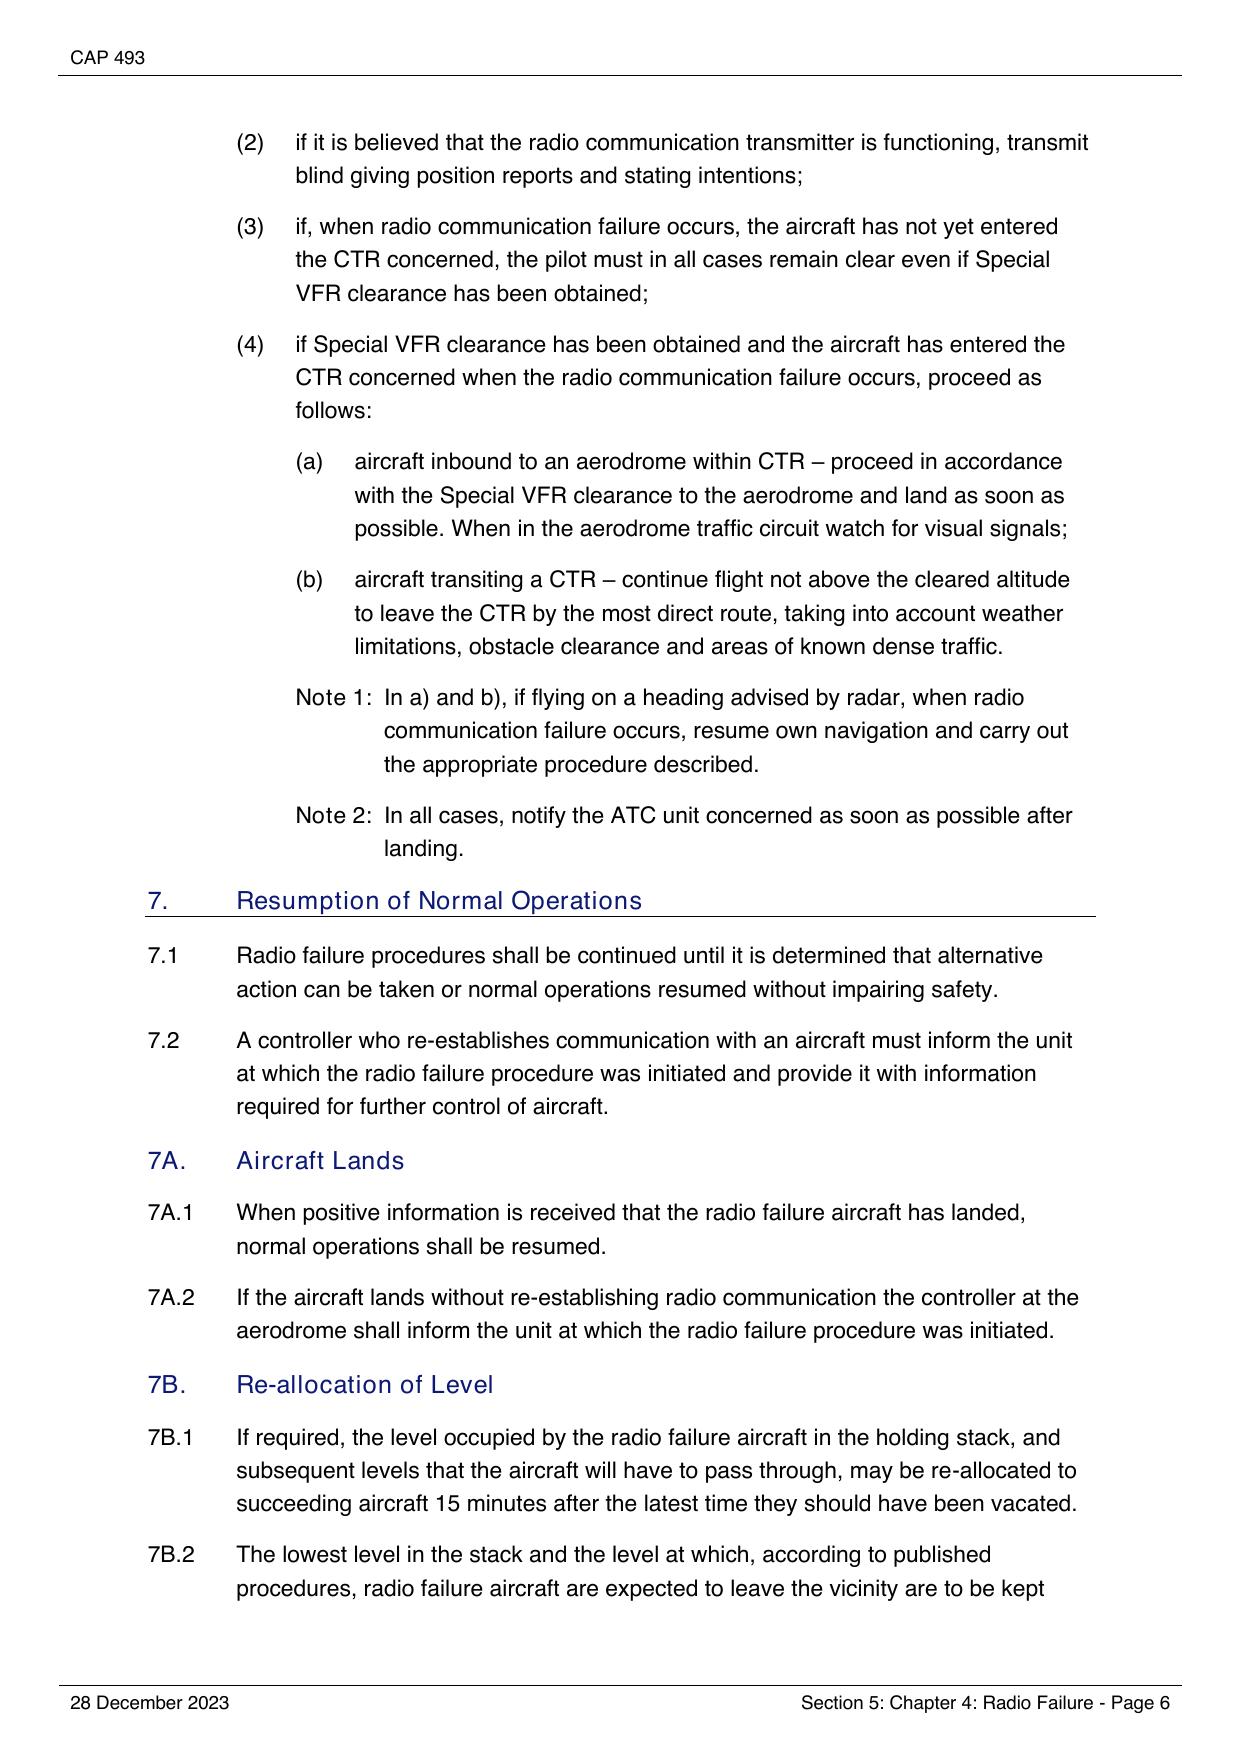 CAP 493
(2) if it is believed that the radio communication transmitter is functioning, transmit
blind giving position reports and stating intentions;
(3) if, when radio communication failure occurs, the aircraft has not yet entered
the CTR concerned, the pilot must in all cases remain clear even if Special
VFR clearance has been obtained;
(4) if Special VFR clearance has been obtained and the aircraft has entered the
CTR concerned when the radio communication failure occurs, proceed as
follows:
(a) aircraft inbound to an aerodrome within CTR – proceed in accordance
with the Special VFR clearance to the aerodrome and land as soon as
possible. When in the aerodrome traffic circuit watch for visual signals;
(b) aircraft transiting a CTR – continue flight not above the cleared altitude
to leave the CTR by the most direct route, taking into account weather
limitations, obstacle clearance and areas of known dense traffic.
Note 1: In a) and b), if flying on a heading advised by radar, when radio
communication failure occurs, resume own navigation and carry out
the appropriate procedure described.
Note 2: In all cases, notify the ATC unit concerned as soon as possible after
landing.
7. Resumption of Normal Operations
7.1 Radio failure procedures shall be continued until it is determined that alternative
action can be taken or normal operations resumed without impairing safety.
7.2 A controller who re-establishes communication with an aircraft must inform the unit
at which the radio failure procedure was initiated and provide it with information
required for further control of aircraft.
7A. Aircraft Lands
7A.1 When positive information is received that the radio failure aircraft has landed,
normal operations shall be resumed.
7A.2 If the aircraft lands without re-establishing radio communication the controller at the
aerodrome shall inform the unit at which the radio failure procedure was initiated.
7B. Re-allocation of Level
7B.1 If required, the level occupied by the radio failure aircraft in the holding stack, and
subsequent levels that the aircraft will have to pass through, may be re-allocated to
succeeding aircraft 15 minutes after the latest time they should have been vacated.
7B.2 The lowest level in the stack and the level at which, according to published
procedures, radio failure aircraft are expected to leave the vicinity are to be kept
28 December 2023 Section 5: Chapter 4: Radio Failure - Page 6